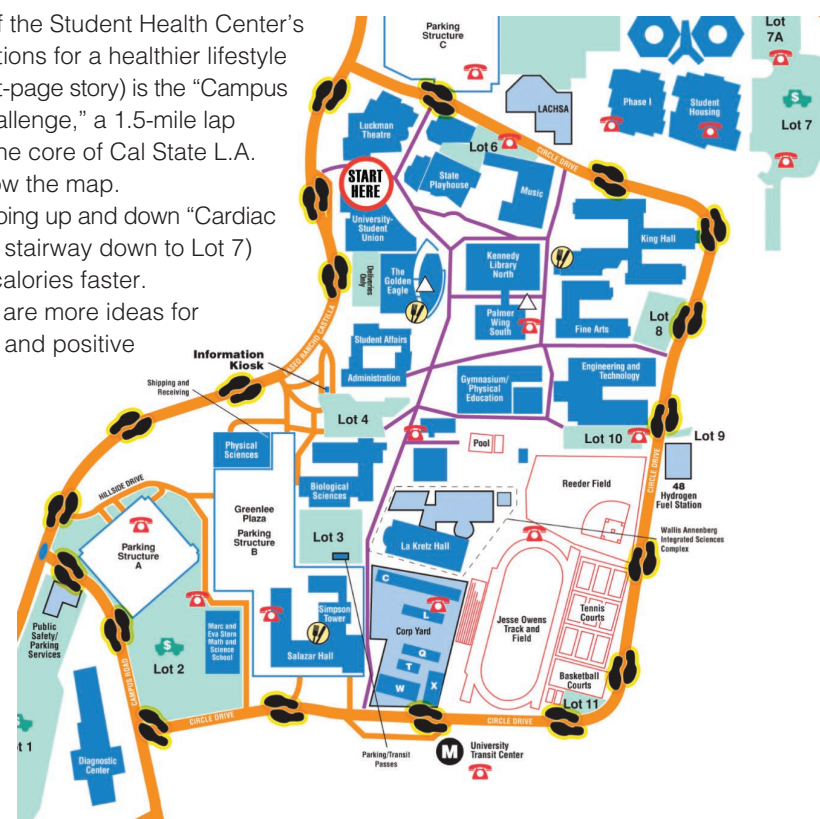 f the Student Health Center's
tions for a healthier lifestyle
t-page story) is the "Campus
allenge," a 1.5-mile lap
he core of Cal State L.A.
ow the map.
oing up and down "Cardiac
stairway down to Lot 7)
calories faster.
are more ideas for
and positive
Parking
Structure
C
Lot
7A
LACHSA
Phase I
Student
Housing
Lot 7
Luckman
Theatre
Lot 6
CIRCLE DRIVE
START
HERE
State
Playhouse
Music
University-
Student
Union
King Hall
Kennedy
Library
North
Deliveries
Only
The
Golden
Eagle
Palmer
Wing
South
Fine Arts
Lot
8
Student Affairs
Administration
PASEO RANCHO CASTILLA
Information
Kiosk
Shipping and
Receiving
Gymnasium/
Physical
Education
Engineering and
Technology
Lot 4
Lot 10
Lot 9
Pool
Physical
Sciences
CIRCLE DRIVE
48
Hydrogen
Fuel Station
Reeder Field
HILLSIDE DRIVE
Biological
Sciences
Greenlee
Plaza
Parking
Structure
B
Lot 3
La Kretz Hall
Wallis Annenberg
Integrated Sciences
Complex
Parking
Structure
A
C
L
Corp Yard
Q
T
W
X
Jesse Owens
Track and
Field
Tennis
Courts
Simpson
Tower
Salazar Hall
Public
Safety/
Parking
Services
Marc and
Eva Stern
Math and
Science
School
Lot 2
CAMPUS ROAD
Basketball
Courts
Lot 11
CIRCLE DRIVE
CIRCLE DRIVE
t 1
Diagnostic
Center
Parking/Transit
Passes
M
University
Transit Center